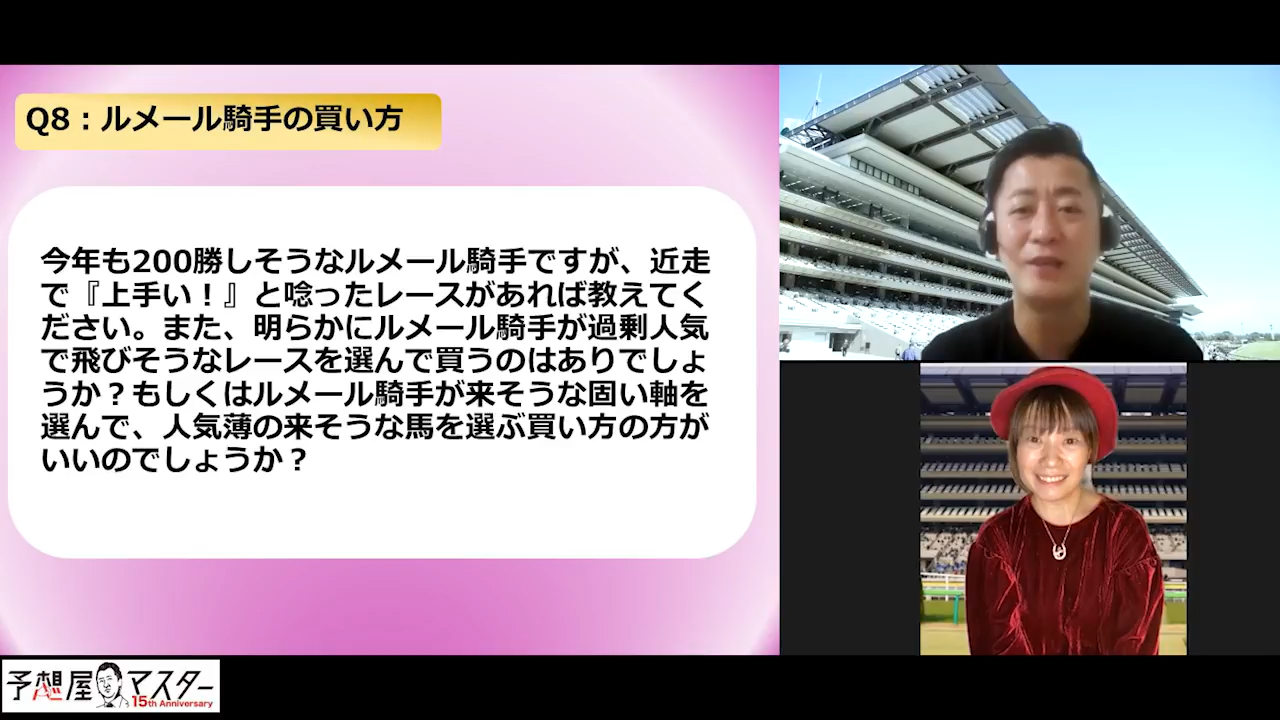 Q8：ルメール騎手の買い方
今年も200勝しそうなルメール騎手ですが、近走
で『上手い！』と唸ったレースがあれば教えてく
ださい。また、明らかにルメール騎手が過剰人気
で飛びそうなレースを選んで買うのはありでしょ
うか？もしくはルメール騎手が来そうな固い軸を
選んで、人気薄の来そうな馬を選ぶ買い方の方が
いいのでしょうか？
予想屋マスター
15th Anniversary